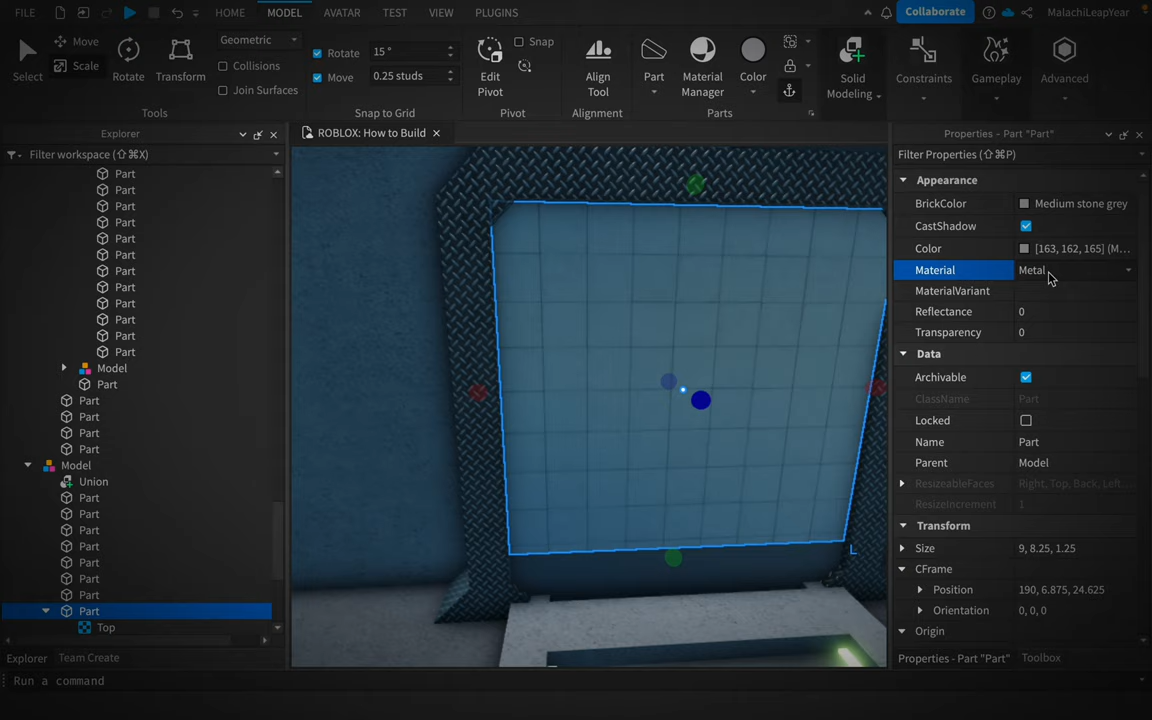 FILE HOME MODEL AVATAR TEST VIEW PLUGINS Collaborate MalachiLeapYear
Select Move Scale Rotate Transform
Geometric
Collisions
Join Surfaces
Tools
Rotate 15 °
Move 0.25 studs
Snap to Grid
Edit Pivot Snap
Pivot
Align Tool
Alignment
Part Material Manager Color
Parts
Solid Modeling Constraints Gameplay Advanced
Explorer
Filter workspace (⇧⌘X)
Part
Part
Part
Part
Part
Part
Part
Part
Part
Part
Part
Part
Model
Part
Part
Part
Part
Part
Model
Union
Part
Part
Part
Part
Part
Part
Part
Part
Top
Explorer Team Create
Run a command
ROBLOX: How to Build
L
Properties - Part "Part"
Filter Properties (⇧⌘P)
Appearance
BrickColor Medium stone grey
CastShadow
Color [163, 162, 165] (M...
Material Metal
MaterialVariant
Reflectance 0
Transparency 0
Data
Archivable
ClassName Part
Locked
Name Part
Parent Model
ResizeableFaces Right, Top, Back, Left...
ResizeIncrement 1
Transform
Size 9, 8.25, 1.25
CFrame
Position 190, 6.875, 24.625
Orientation 0, 0, 0
Origin
Properties - Part "Part" Toolbox